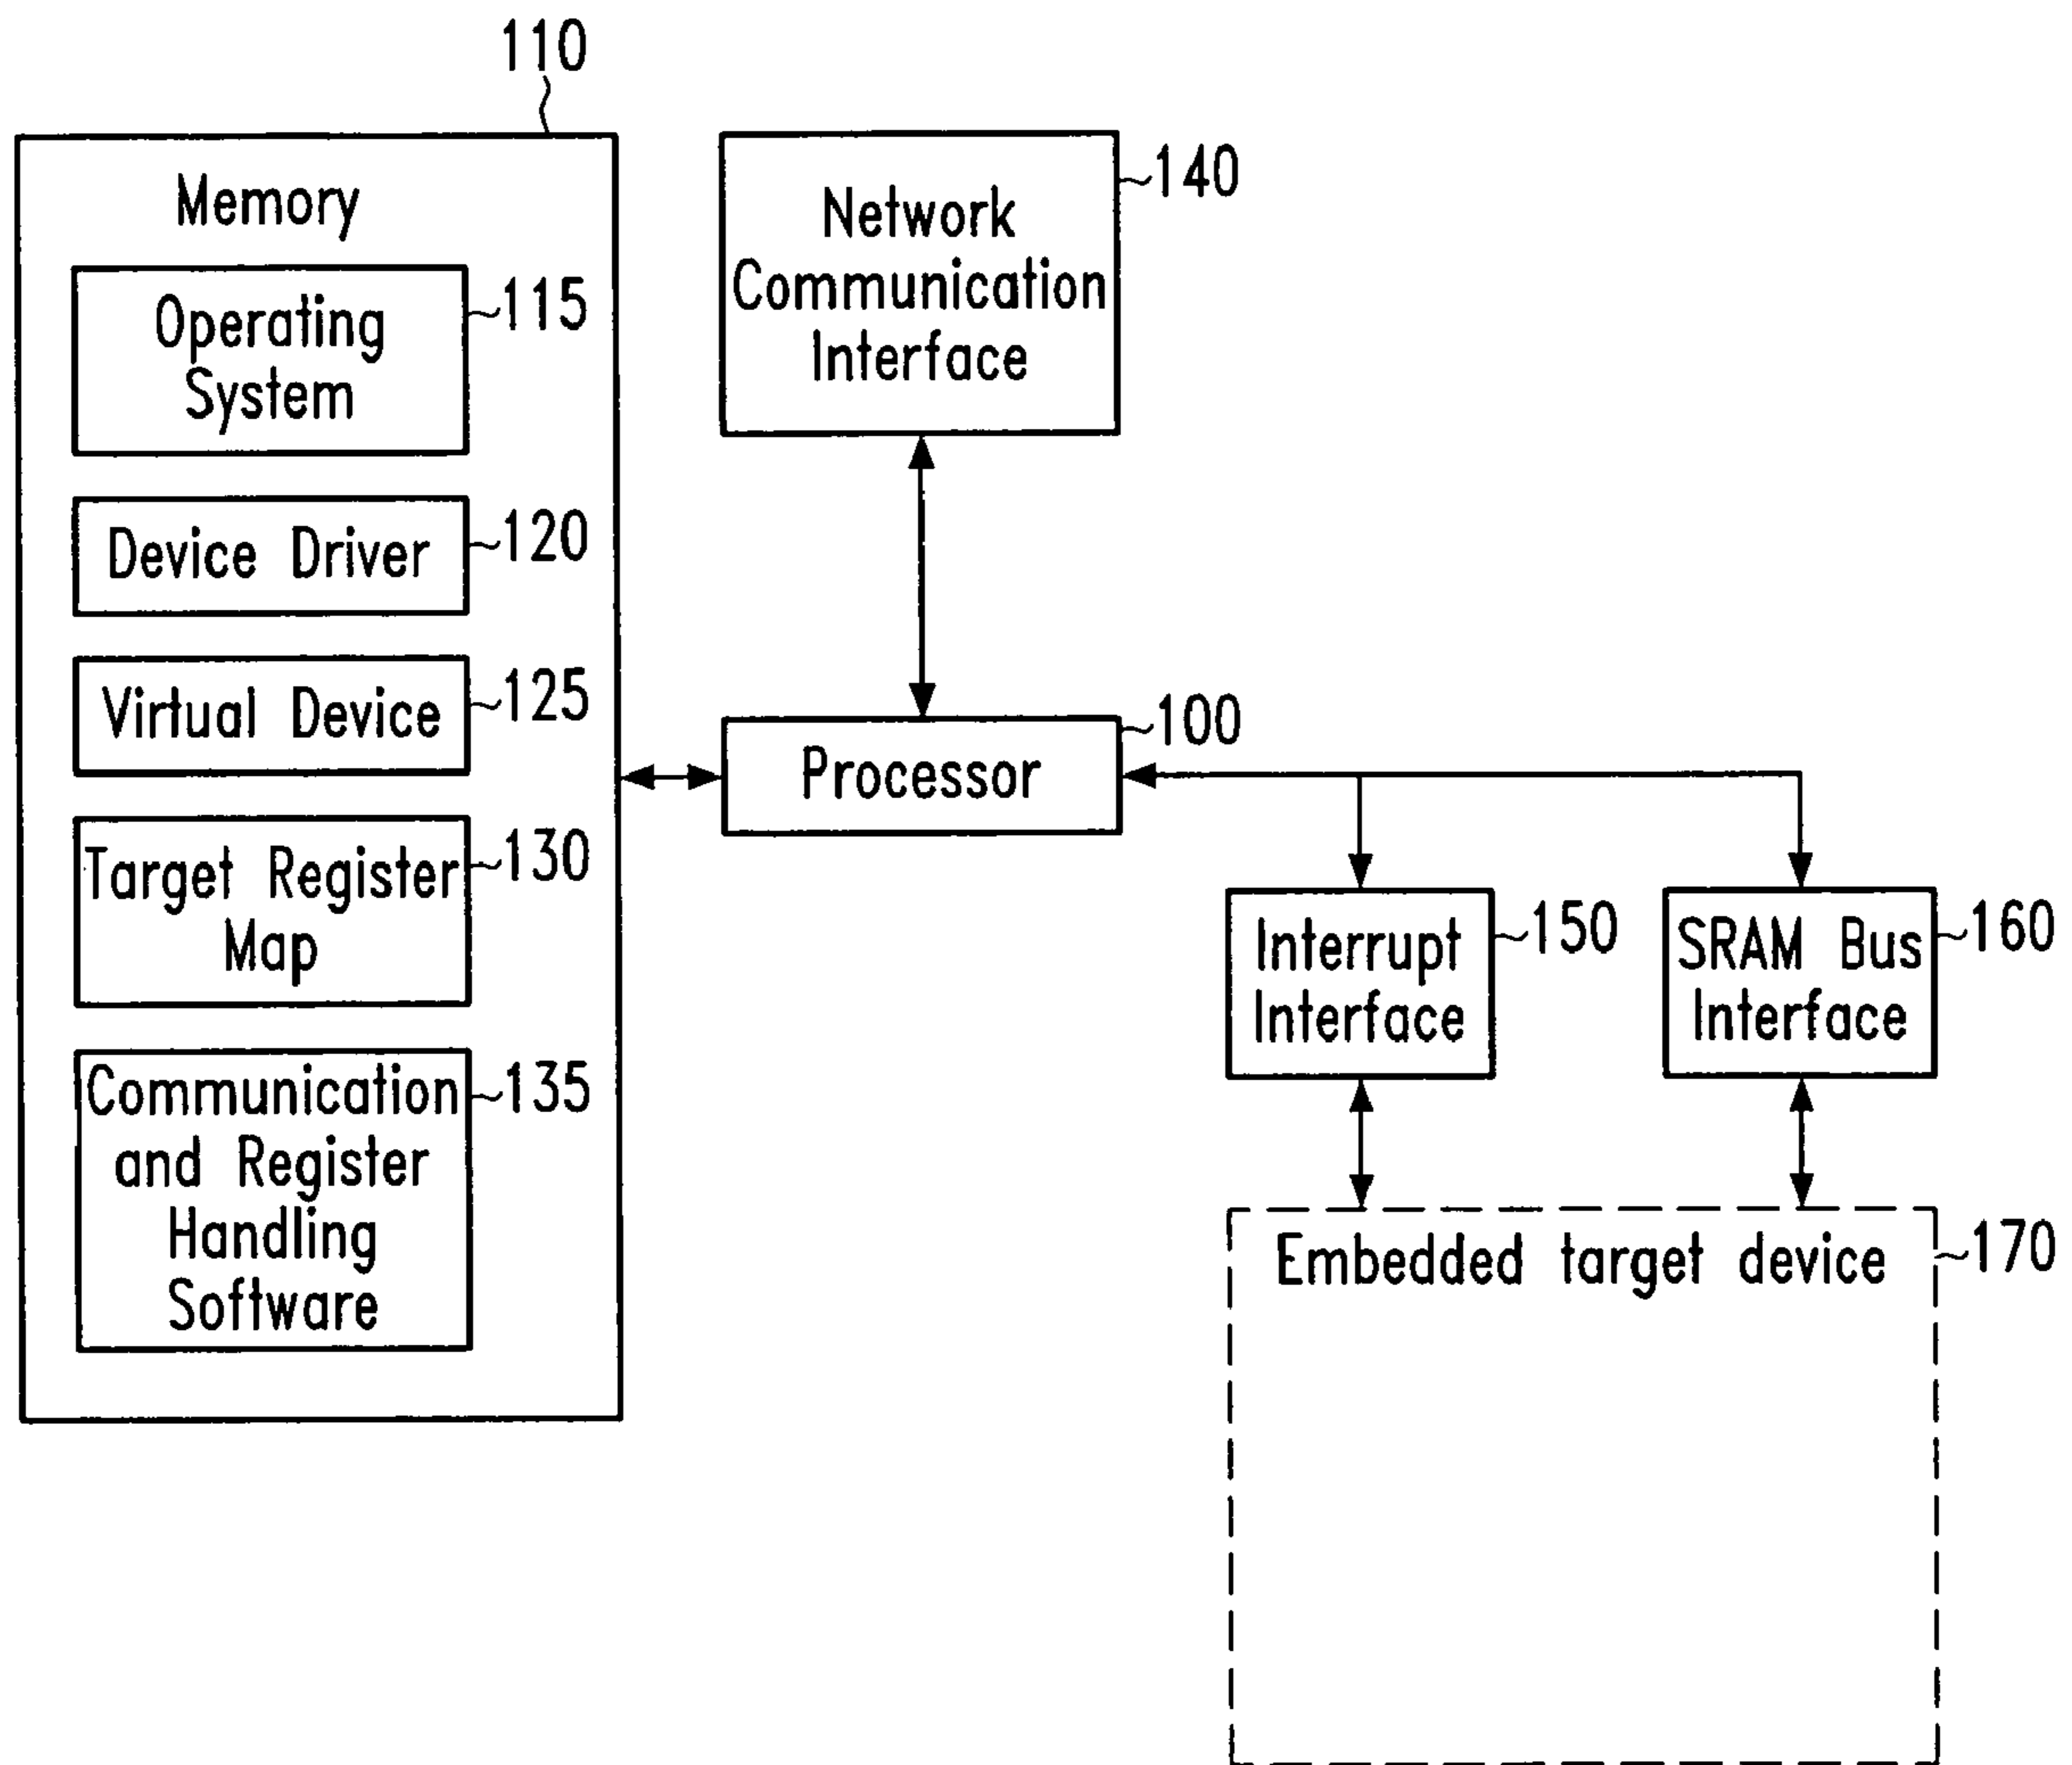 110
Memory
Operating
System
115
Device Driver
120
Virtual Device
125
Target Register
Map
130
Communication
and Register
Handling
Software
135
Network
Communication
Interface
140
Processor
100
Interrupt
Interface
150
SRAM Bus
Interface
160
Embedded target device
170